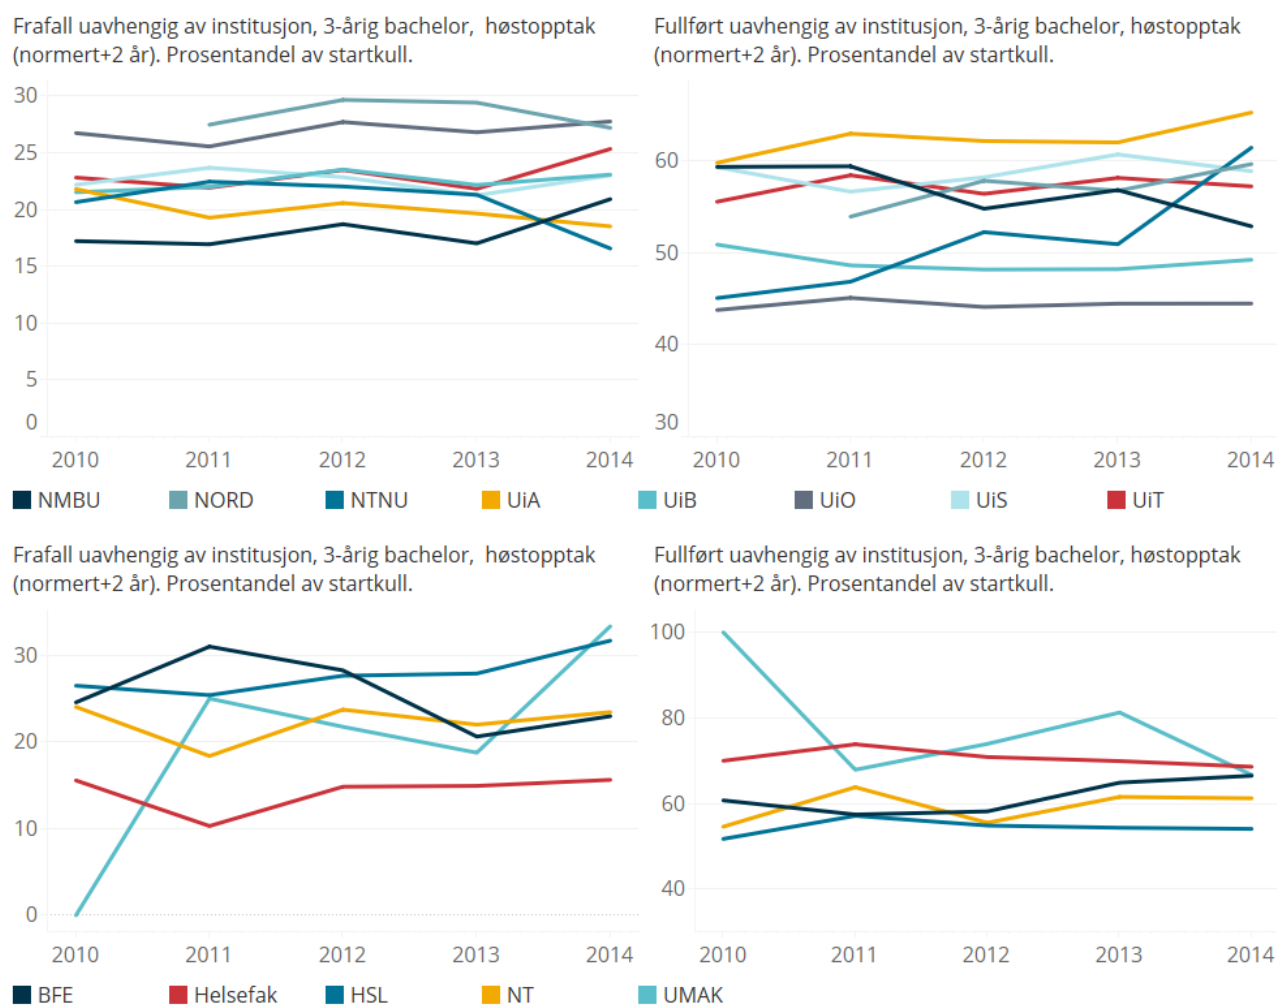 Frafall uavhengig av institusjon, 3-årig bachelor, høstopptak
(normert+2 år). Prosentandel av startkull.
30
25
20
15
10
5
0
2010 2011 2012 2013 2014
Fullført uavhengig av institusjon, 3-årig bachelor, høstopptak
(normert+2 år). Prosentandel av startkull.
60
50
40
30
2010 2011 2012 2013 2014
NMBU NORD NTNU UiA UiB UiO UiS UiT
Frafall uavhengig av institusjon, 3-årig bachelor, høstopptak
(normert+2 år). Prosentandel av startkull.
30
20
10
0
2010 2011 2012 2013 2014
Fullført uavhengig av institusjon, 3-årig bachelor, høstopptak
(normert+2 år). Prosentandel av startkull.
100
80
60
40
2010 2011 2012 2013 2014
BFE Helsefak HSL NT UMAK